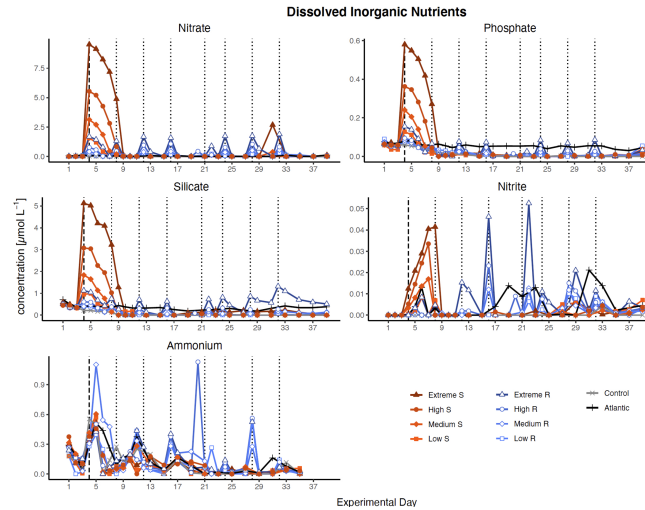 Dissolved Inorganic Nutrients
Nitrate
Phosphate
7.5
5.0
2.5
0.0
1 5 9 13 17 21 25 29 33 37
0.6
0.4
0.2
0.0
1 5 9 13 17 21 25 29 33 37
Silicate
Nitrite
concentration [μmol L⁻¹]
5
4
3
2
1
0
1 5 9 13 17 21 25 29 33 37
0.05
0.04
0.03
0.02
0.01
0.00
1 5 9 13 17 21 25 29 33 37
Ammonium
0.9
0.6
0.3
0.0
1 5 9 13 17 21 25 29 33 37
Extreme S
High S
Medium S
Low S
Extreme R
High R
Medium R
Low R
Control
Atlantic
Experimental Day